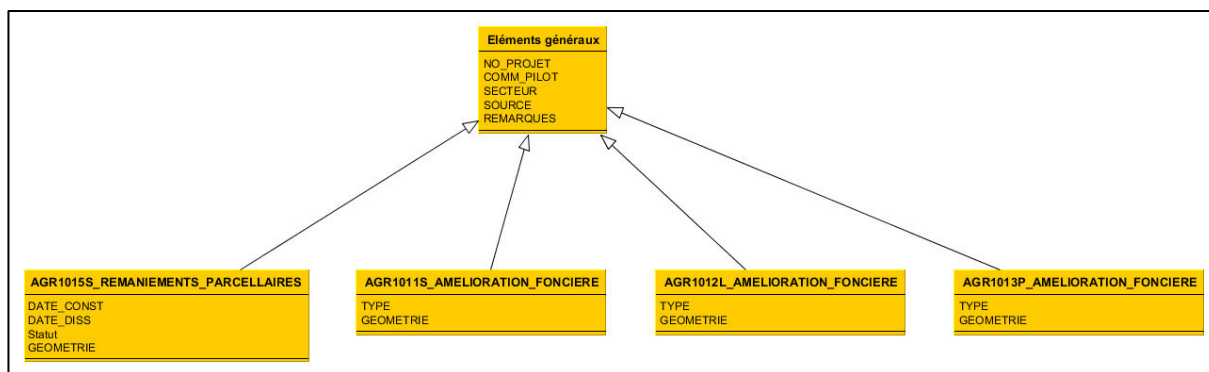 Eléments généraux
NO_PROJET
COMM_PILOT
SECTEUR
SOURCE
REMARQUES
AGR1015S_REMANIEMENTS_PARCELLAIRES
DATE_CONST
DATE_DISS
Statut
GEOMETRIE
AGR1011S_AMELIORATION_FONCIERE
TYPE
GEOMETRIE
AGR1012L_AMELIORATION_FONCIERE
TYPE
GEOMETRIE
AGR1013P_AMELIORATION_FONCIERE
TYPE
GEOMETRIE